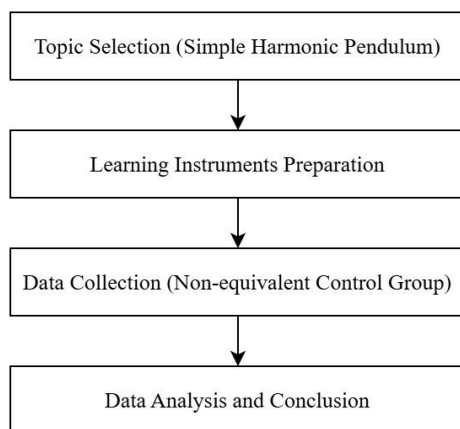 Topic Selection (Simple Harmonic Pendulum)
Learning Instruments Preparation
Data Collection (Non-equivalent Control Group)
Data Analysis and Conclusion